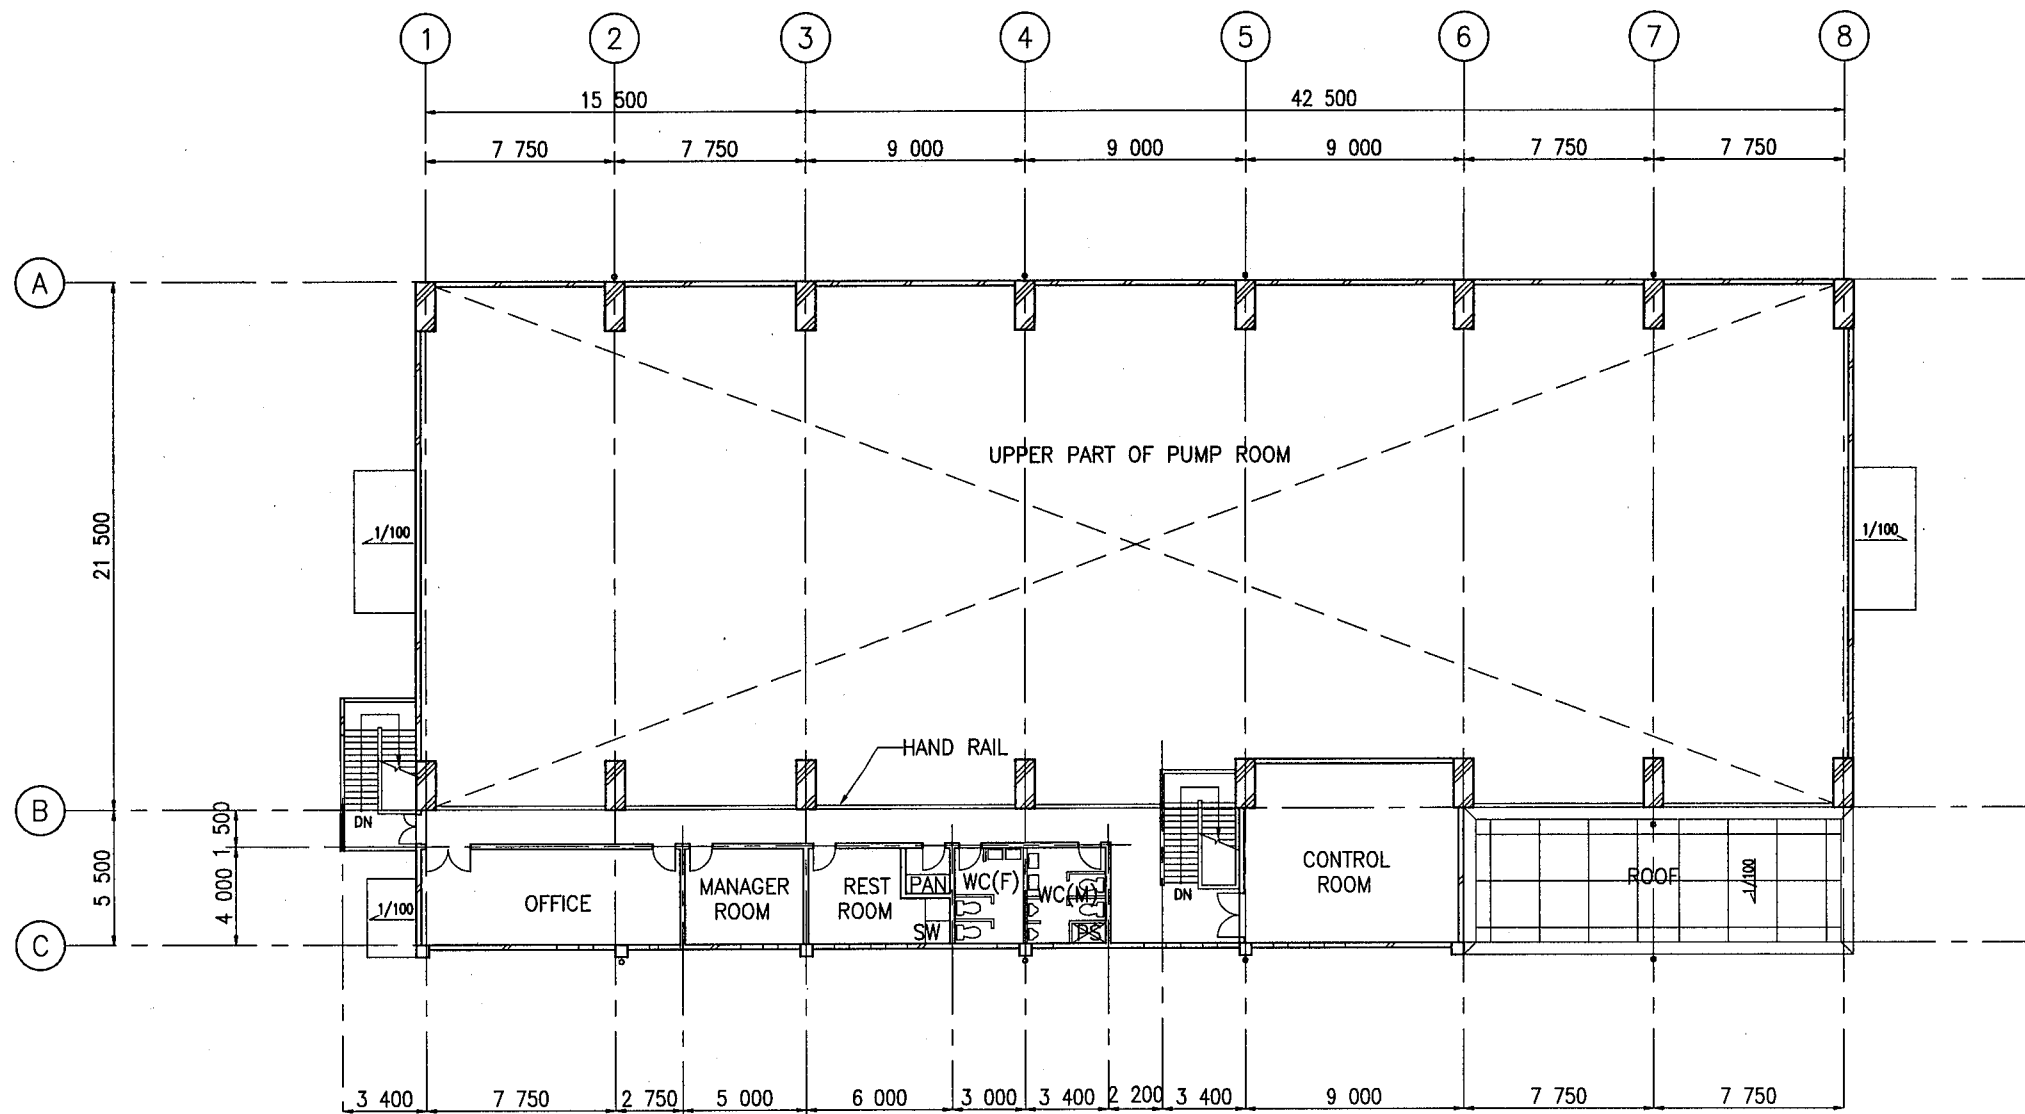 1 2 3 4 5 6 7 8
15 500 42 500
7 750 7 750 9 000 9 000 9 000 7 750 7 750
A
UPPER PART OF PUMP ROOM
21 500
1/100 1/100
HAND RAIL
B
DN
1 500
5 500
4 000
OFFICE
MANAGER
ROOM
REST
ROOM
PAN
SW
WC(F)
WC(M)
PS
DN
CONTROL
ROOM
ROOF
1/100
1/100
C
3 400 7 750 2 750 5 000 6 000 3 000 3 400 2 200 3 400 9 000 7 750 7 750